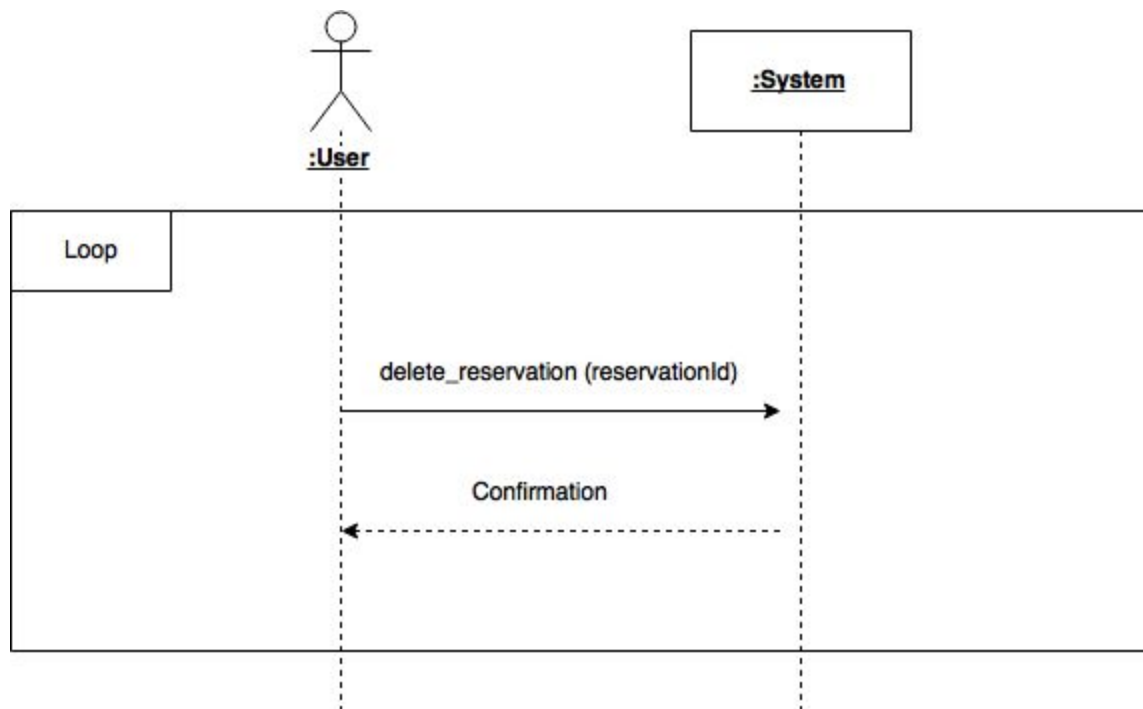 :System
:User
Loop
delete_reservation (reservationId)
Confirmation